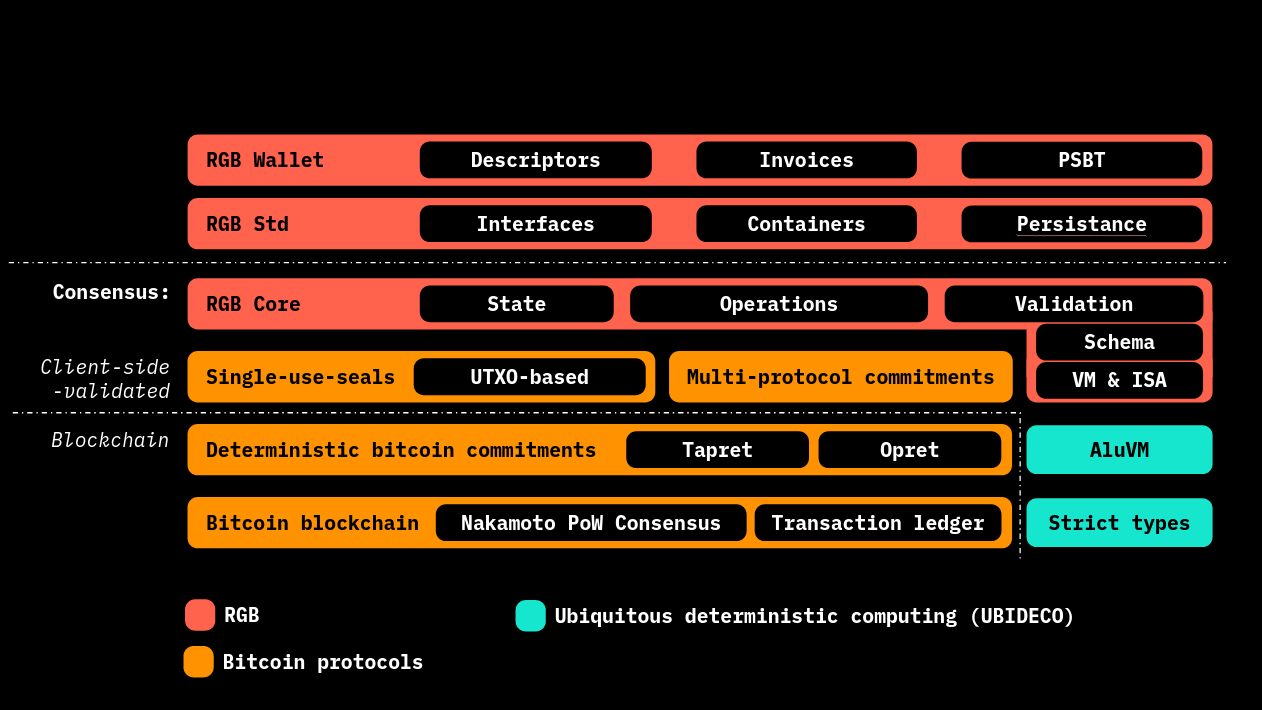 RGB Wallet Descriptors Invoices PSBT
RGB Std Interfaces Containers Persistance
Consensus:
RGB Core State Operations Validation
Schema
Client-side
-validated
Single-use-seals UTXO-based Multi-protocol commitments VM & ISA
Blockchain
Deterministic bitcoin commitments Tapret Opret AluVM
Bitcoin blockchain Nakamoto PoW Consensus Transaction ledger Strict types
RGB Ubiquitous deterministic computing (UBIDECO)
Bitcoin protocols